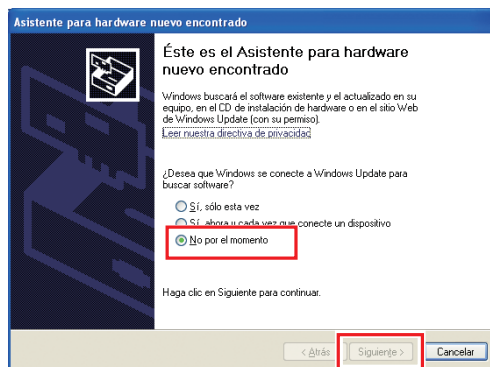 Asistente para hardware nuevo encontrado
Éste es el Asistente para hardware
nuevo encontrado
Windows buscará el software existente y el actualizado en su
equipo, en el CD de instalación de hardware o en el sitio Web
de Windows Update (con su permiso).
Leer nuestra directiva de privacidad
¿Desea que Windows se conecte a Windows Update para
buscar software?
Sí, sólo esta vez
Sí, ahora y cada vez que conecte un dispositivo
No por el momento
Haga clic en Siguiente para continuar.
< Atrás
Siguiente >
Cancelar